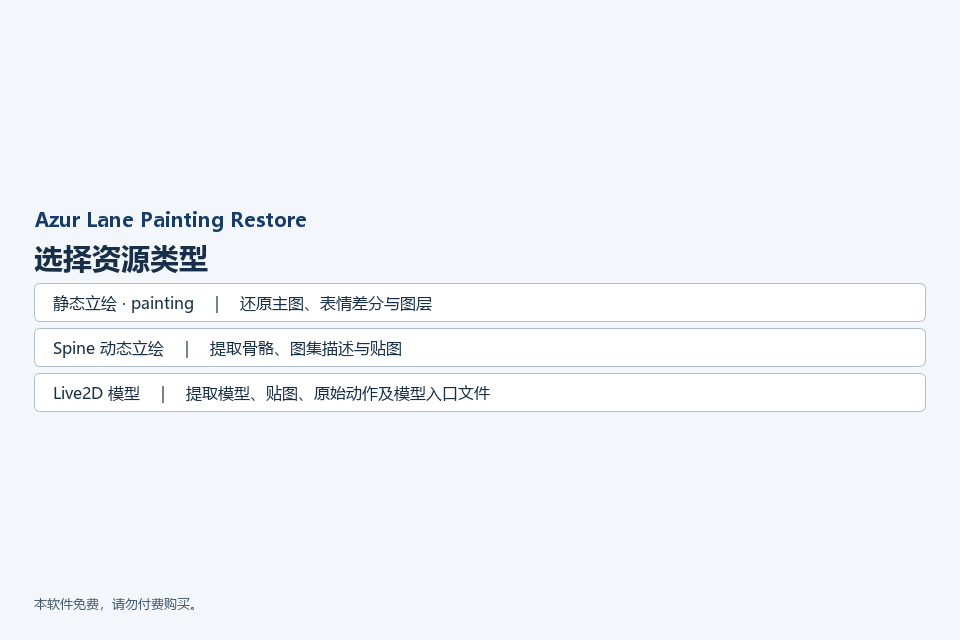 Azur Lane Painting Restore
选择资源类型
静态立绘 · painting | 还原主图、表情差分与图层
Spine 动态立绘 | 提取骨骼、图集描述与贴图
Live2D 模型 | 提取模型、贴图、原始动作及模型入口文件
本软件免费，请勿付费购买。